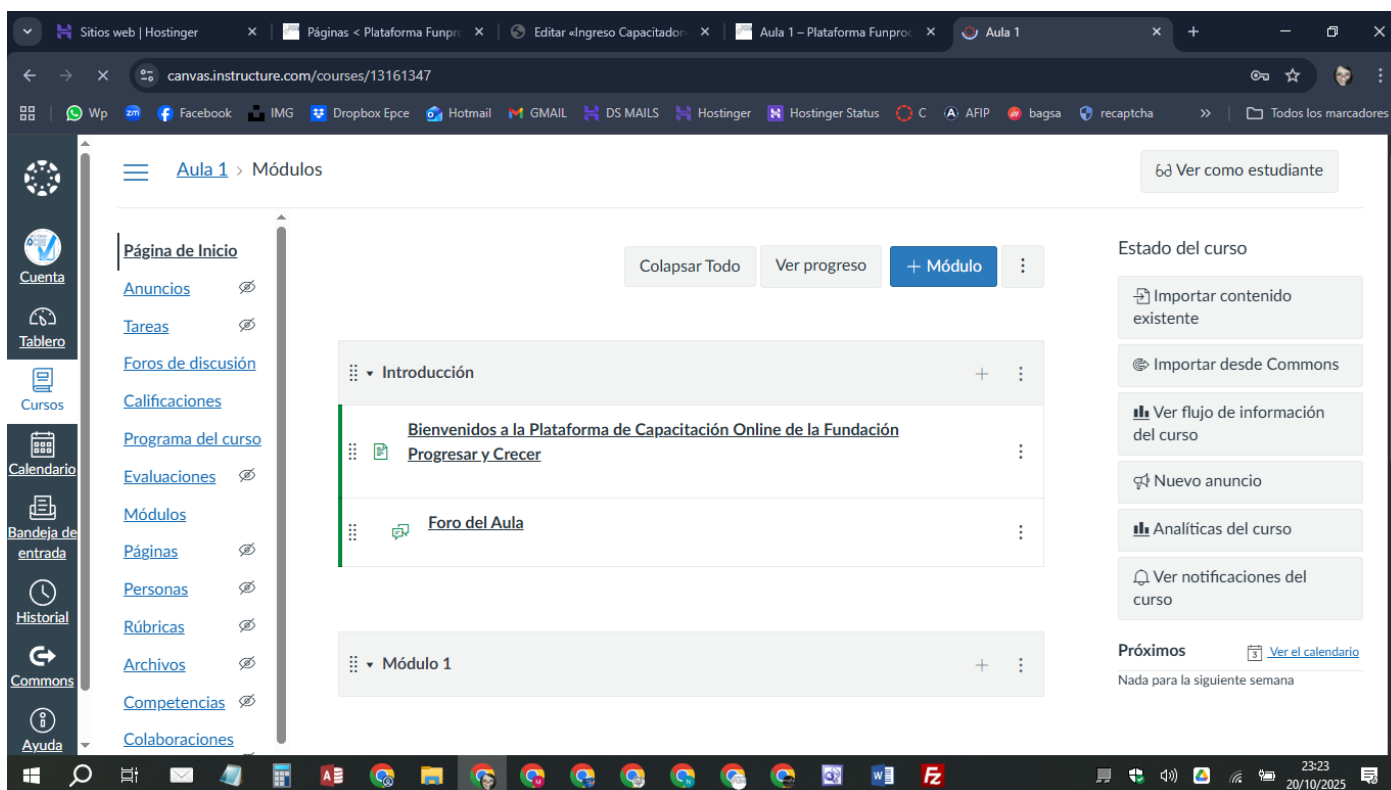 Sitios web | Hostinger
Páginas < Plataforma Funpro
Editar «Ingreso Capacitador
Aula 1 – Plataforma Funproc
Aula 1
canvas.instructure.com/courses/13161347
Wp
zm
Facebook
IMG
Dropbox Epce
Hotmail
GMAIL
DS MAILS
Hostinger
Hostinger Status
C
AFIP
bagsa
recaptcha
»
Todos los marcadores
Aula 1 > Módulos
Ver como estudiante
Cuenta
Tablero
Cursos
Calendario
Bandeja de
entrada
Historial
Commons
Ayuda
Página de Inicio
Anuncios
Tareas
Foros de discusión
Calificaciones
Programa del curso
Evaluaciones
Módulos
Páginas
Personas
Rúbricas
Archivos
Competencias
Colaboraciones
Colapsar Todo
Ver progreso
+ Módulo
Introducción
Bienvenidos a la Plataforma de Capacitación Online de la Fundación
Progresar y Crecer
Foro del Aula
Módulo 1
Estado del curso
Importar contenido
existente
Importar desde Commons
Ver flujo de información
del curso
Nuevo anuncio
Analíticas del curso
Ver notificaciones del
curso
Próximos
3 Ver el calendario
Nada para la siguiente semana
23:23
20/10/2025